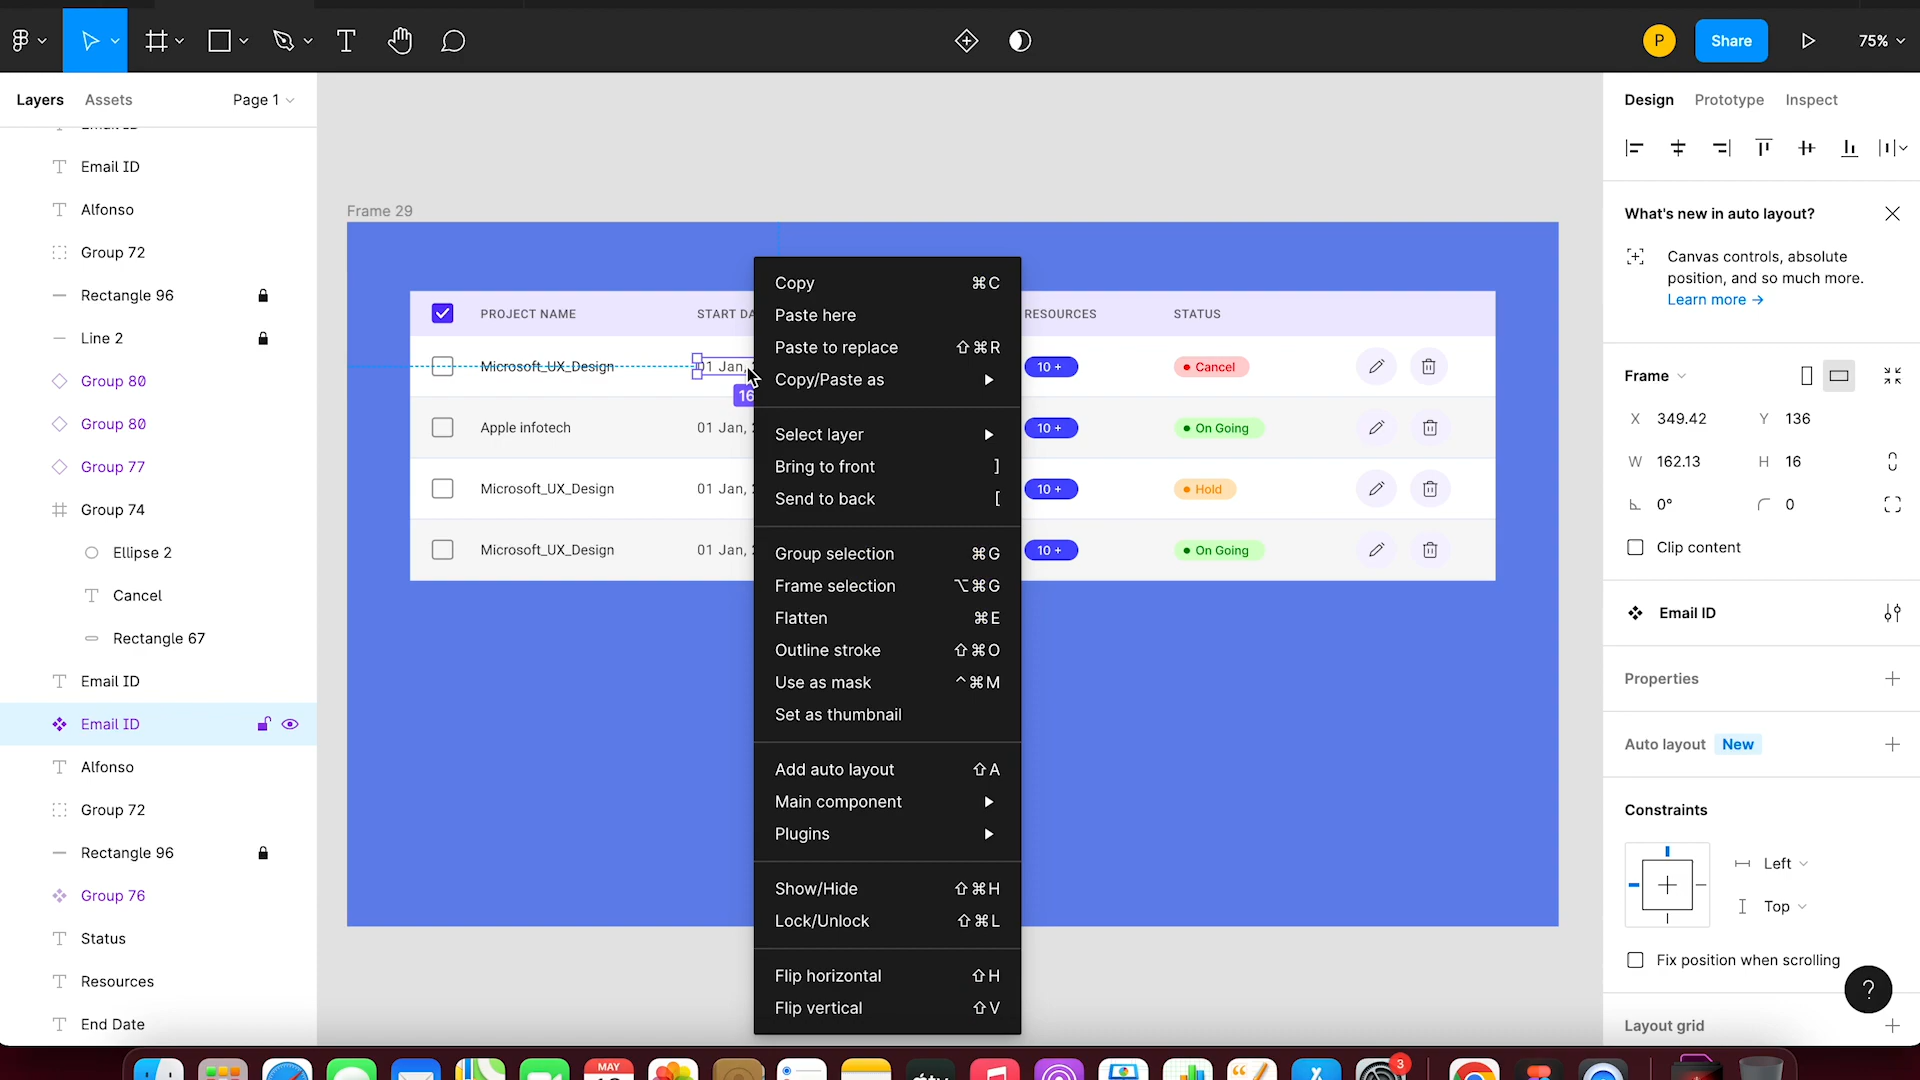 P
Share
75%
Layers
Assets
Page 1
Design
Prototype
Inspect
Email ID
Alfonso
Group 72
Rectangle 96
Line 2
Group 80
Group 80
Group 77
Group 74
Ellipse 2
Cancel
Rectangle 67
Email ID
Email ID
Alfonso
Group 72
Rectangle 96
Group 76
Status
Resources
End Date
Frame 29
PROJECT NAME
START DA
RESOURCES
STATUS
Microsoft_UX_Design
01 Jan,
10 +
Cancel
16
Apple infotech
01 Jan,
10 +
On Going
Microsoft_UX_Design
01 Jan,
10 +
Hold
Microsoft_UX_Design
01 Jan,
10 +
On Going
Copy ⌘C
Paste here
Paste to replace ⇧⌘R
Copy/Paste as
Select layer
Bring to front ]
Send to back [
Group selection ⌘G
Frame selection ⌥⌘G
Flatten ⌘E
Outline stroke ⇧⌘O
Use as mask ^⌘M
Set as thumbnail
Add auto layout ⇧A
Main component
Plugins
Show/Hide ⇧⌘H
Lock/Unlock ⇧⌘L
Flip horizontal ⇧H
Flip vertical ⇧V
What's new in auto layout?
Canvas controls, absolute
position, and so much more.
Learn more →
Frame
X 349.42 Y 136
W 162.13 H 16
0° 0
Clip content
Email ID
Properties
Auto layout New
Constraints
Left
Top
Fix position when scrolling
?
Layout grid
MAY
3